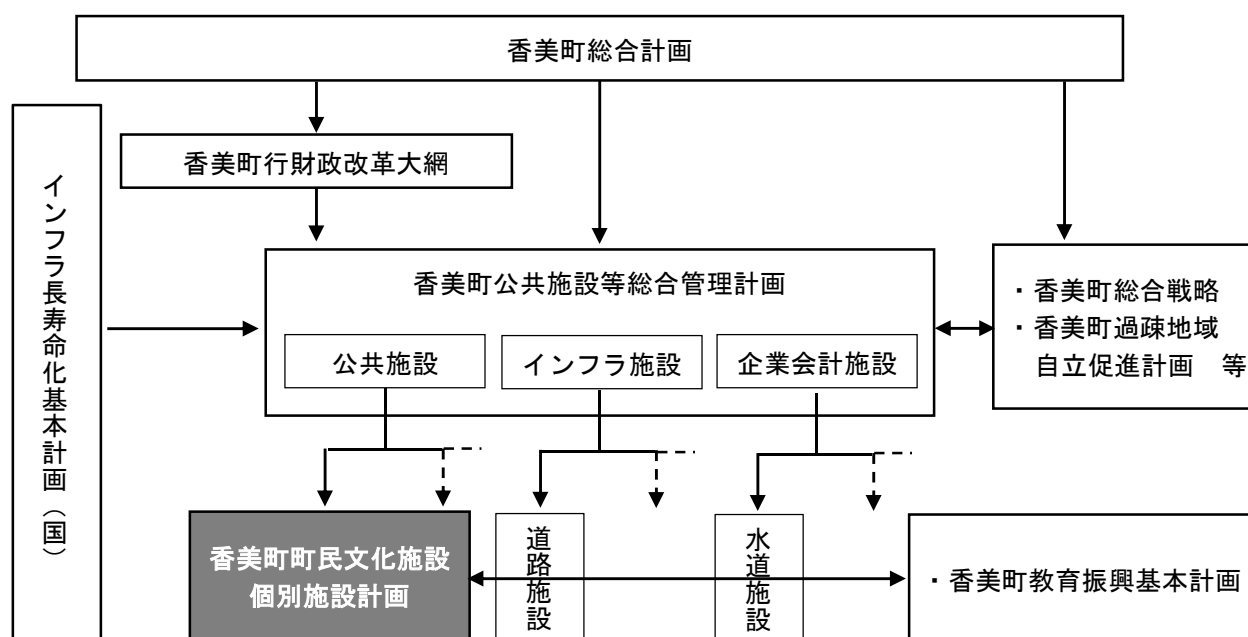 香美町総合計画
香美町行財政改革大綱
インフラ長寿命化基本計画（国）
香美町公共施設等総合管理計画
公共施設
インフラ施設
企業会計施設
・香美町総合戦略
・香美町過疎地域
自立促進計画　等
香美町町民文化施設
個別施設計画
道路施設
水道施設
・香美町教育振興基本計画